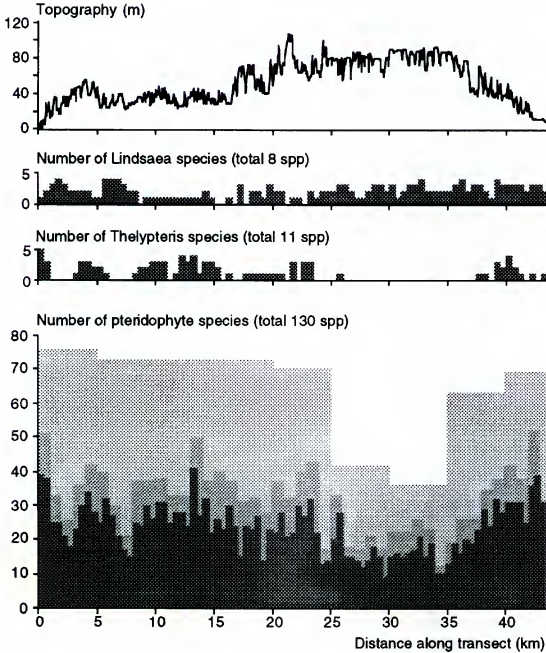 Topography (m)
120
80
40
0
Number of Lindsaea species (total 8 spp)
5
0
Number of Thelypteris species (total 11 spp)
5
0
Number of pteridophyte species (total 130 spp)
80
70
60
50
40
30
20
10
0
0 5 10 15 20 25 30 35 40
Distance along transect (km)